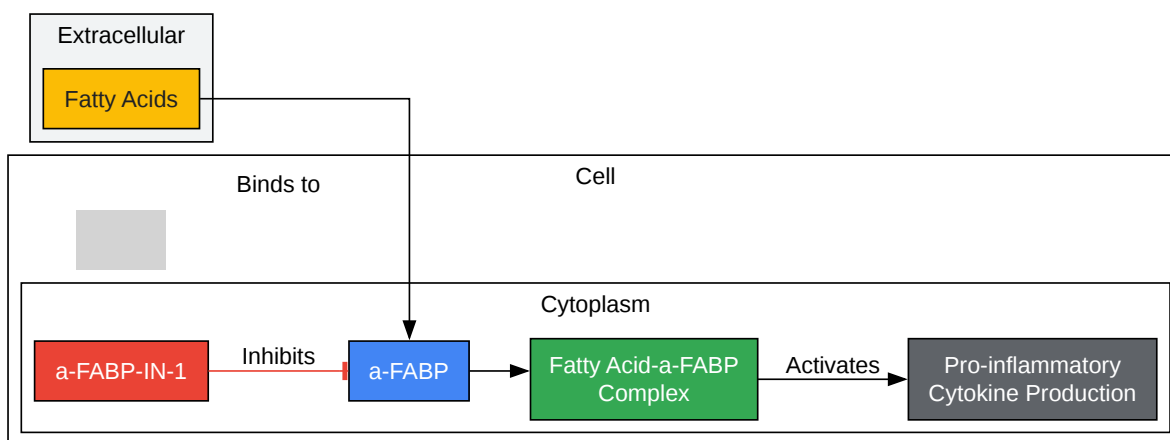 Extracellular
Fatty Acids
Binds to
Cell
Cytoplasm
a-FABP-IN-1
Inhibits
a-FABP
Fatty Acid-a-FABP
Complex
Activates
Pro-inflammatory
Cytokine Production